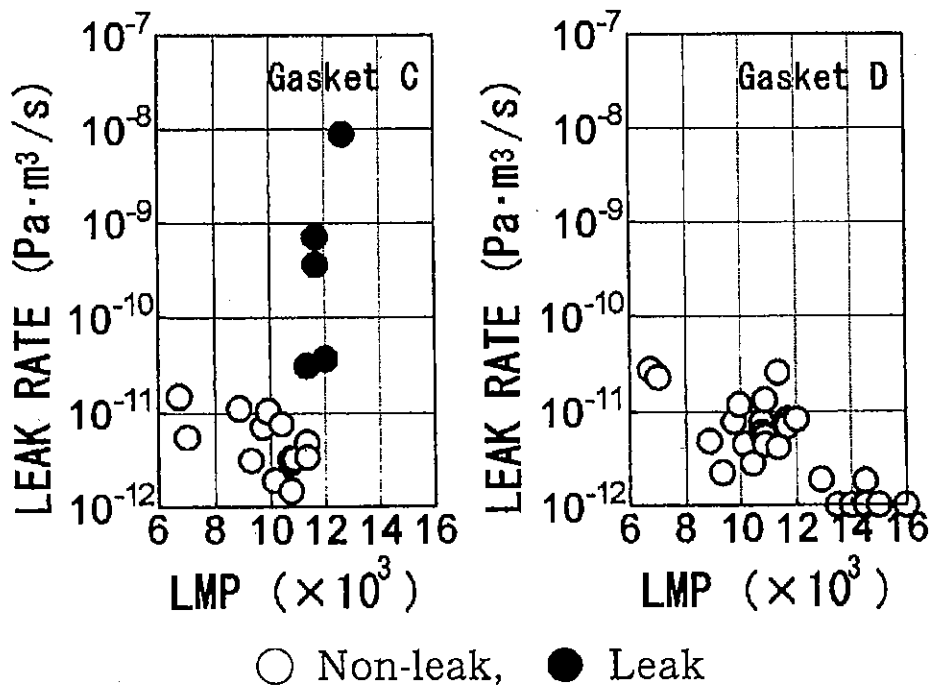 LEAK RATE (Pa·m³/s)
10⁻⁷
10⁻⁸
10⁻⁹
10⁻¹⁰
10⁻¹¹
10⁻¹²
Gasket C
6 8 10 12 14 16
LMP (×10³)
LEAK RATE (Pa·m³/s)
10⁻⁷
10⁻⁸
10⁻⁹
10⁻¹⁰
10⁻¹¹
10⁻¹²
Gasket D
6 8 10 12 14 16
LMP (×10³)
○ Non-leak, ● Leak